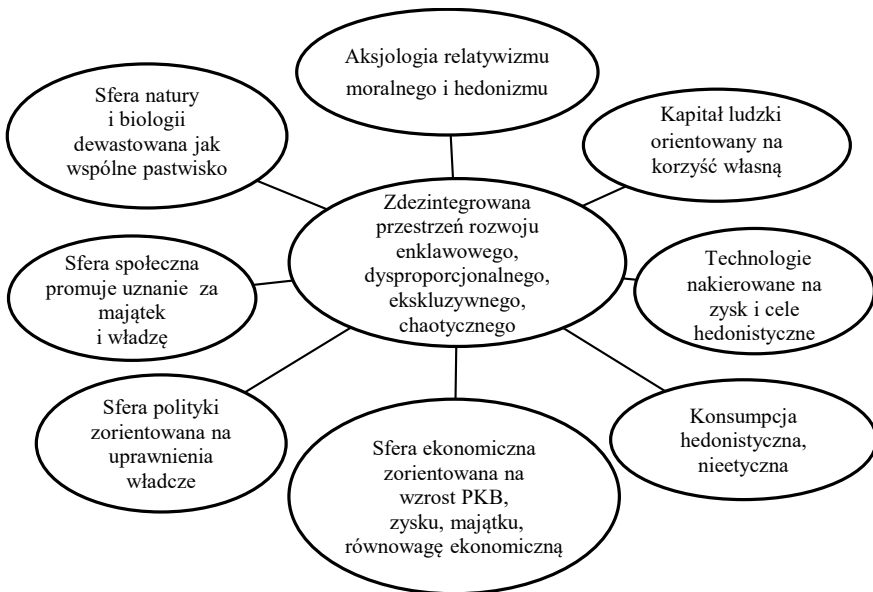 Aksjologia relatywizmu
moralnego i hedonizmu
Sfera natury
i biologii
dewastowana jak
wspólne pastwisko
Kapitał ludzki
orientowany na
korzyść własną
Zdezintegrowana
przestrzeń rozwoju
enklawowego,
dysproporcjonalnego,
ekskluzywnego,
chaotycznego
Sfera społeczna
promuje uznanie za
majątek
i władzę
Technologie
nakierowane na
zysk i cele
hedonistyczne
Sfera polityki
zorientowana na
uprawnienia
władcze
Sfera ekonomiczna
zorientowana na
wzrost PKB,
zysku, majątku,
równowagę ekonomiczną
Konsumpcja
hedonistyczna,
nieetyczna